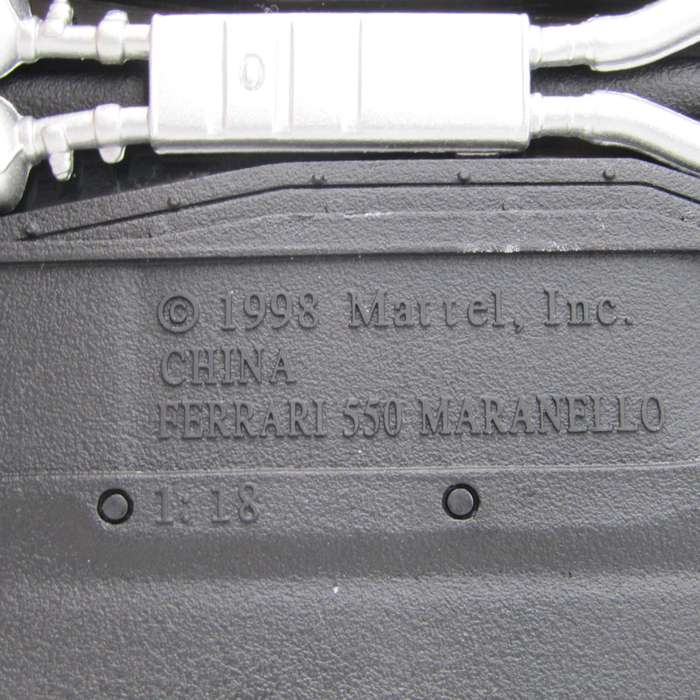 © 1998 Mattel, Inc.
CHINA
FERRARI 550 MARANELLO
1:18